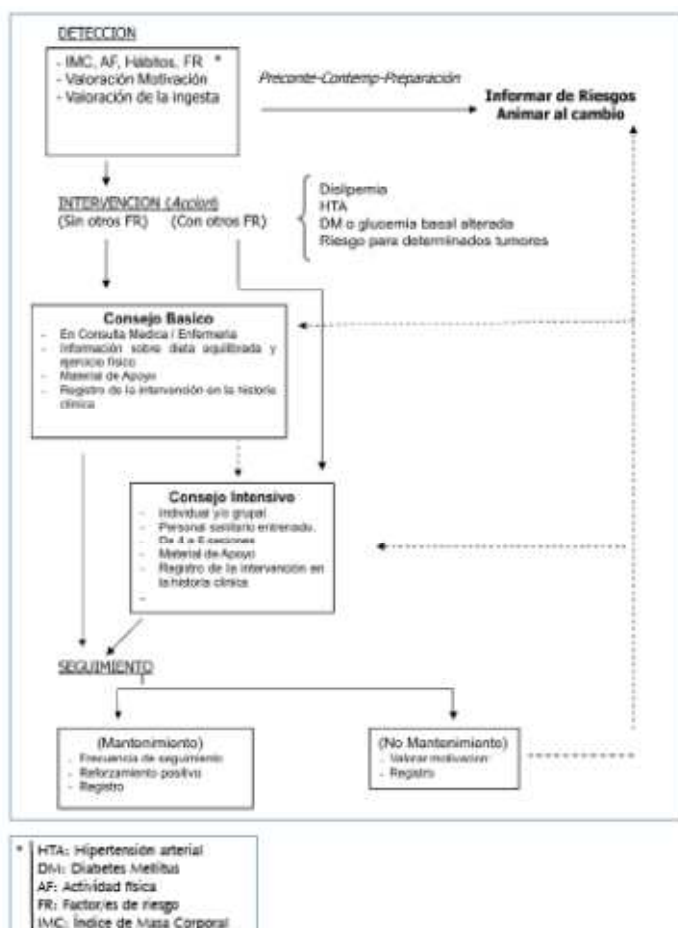 DETECCION
- IMC, AF, Hábitos, FR *
- Valoración Motivación
- Valoración de la ingesta
Preconte-Contemp-Preparación
Informar de Riesgos
Animar al cambio
INTERVENCION (Accion)
(Sin otros FR) (Con otros FR)
Dislipemia
HTA
DM o glucemia basal alterada
Riesgo para determinados tumores
Consejo Basico
- En Consulta Medica / Enfermeria
- Información sobre dieta equilibrada y
ejercicio físico
- Material de Apoyo
- Registro de la intervención en la historia
clínica
Consejo Intensivo
- Individual y/o grupal
- Personal sanitario entrenado.
De 4 a 6 sesiones
- Material de Apoyo
- Registro de la intervención en
la historia clínica
-
SEGUIMIENTO
(Mantenimiento)
- Frecuencia de seguimiento
- Reforzamiento positivo
- Registro
(No Mantenimiento)
- Valorar motivacion
- Registro
* HTA: Hipertensión arterial
DM: Diabetes Mellitus
AF: Actividad física
FR: Factor/es de riesgo
IMC: Índice de Masa Corporal